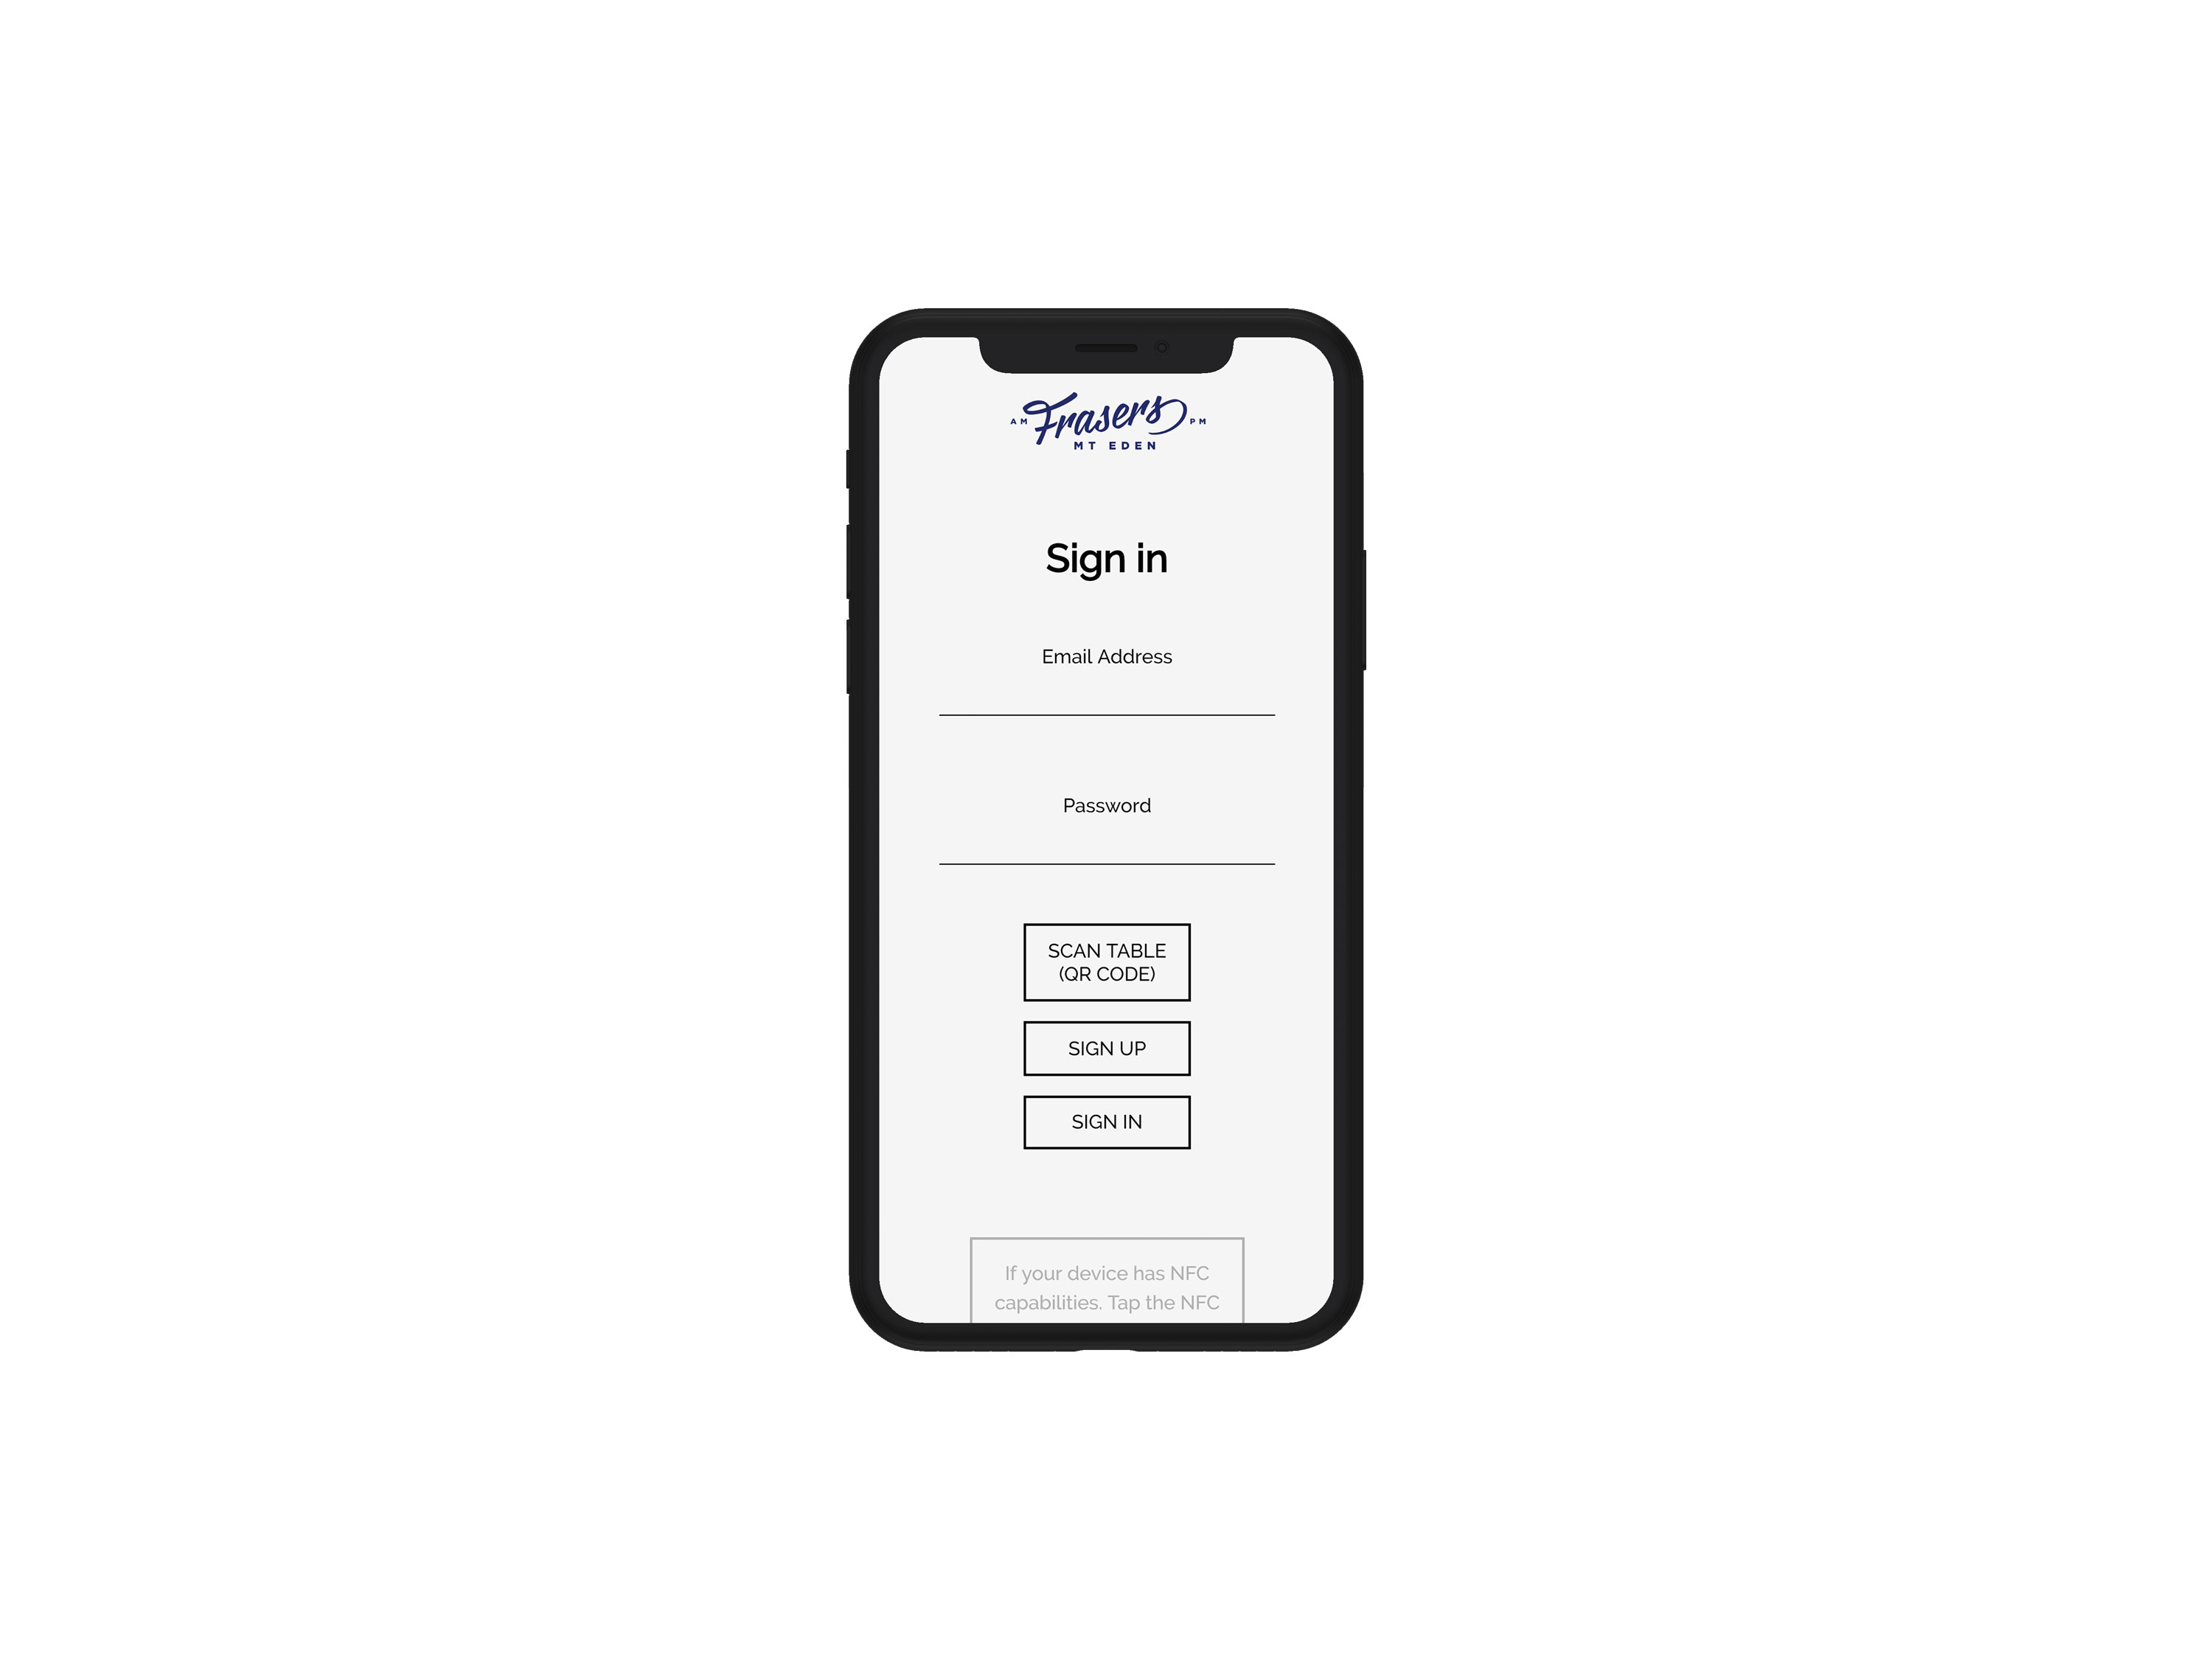 AM Frasers PM
MT EDEN
Sign in
Email Address
Password
SCAN TABLE
(QR CODE)
SIGN UP
SIGN IN
If your device has NFC
capabilities. Tap the NFC